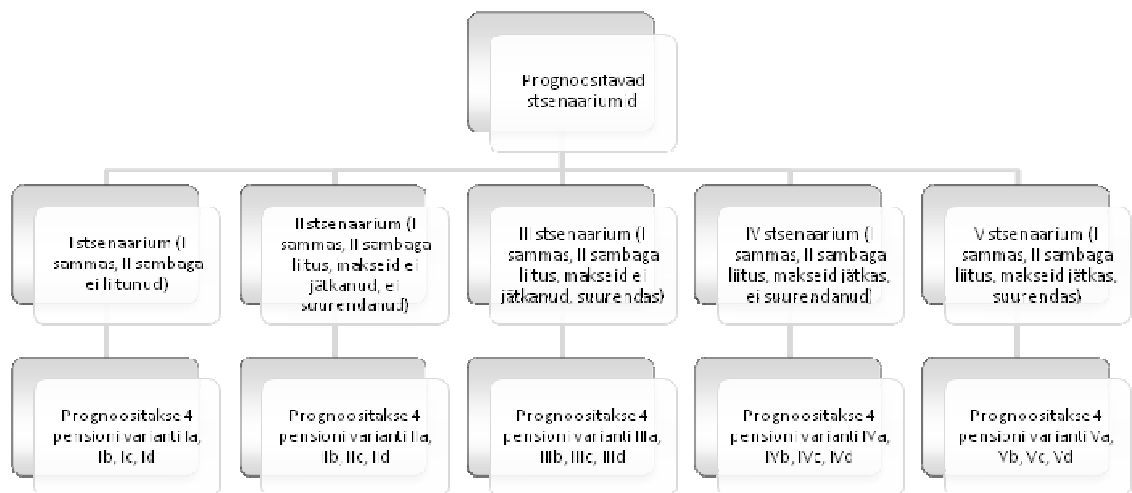 Prognoositavad
stsenaariumid
I stsenaarium (I
sammas, II sambaga
ei liitunud)
II stsenaarium (I
sammas, II sambaga
liitus, makseid ei
jätkanud, ei
suurendanud)
III stsenaarium (I
sammas, II sambaga
liitus, makseid ei
jätkanud, suurendas)
IV stsenaarium (I
sammas, II sambaga
liitus, makseid jätkas,
ei suurendanud)
V stsenaarium (I
sammas, II sambaga
liitus, makseid jätkas,
suurendas)
Prognoositakse 4
pensioni varianti Ia,
Ib, Ic, Id
Prognoositakse 4
pensioni varianti IIa,
IIb, IIc, IId
Prognoositakse 4
pensioni varianti IIIa,
IIIb, IIIc, IIId
Prognoositakse 4
pensioni varianti IVa,
IVb, IVc, IVd
Prognoositakse 4
pensioni varianti Va,
Vb, Vc, Vd